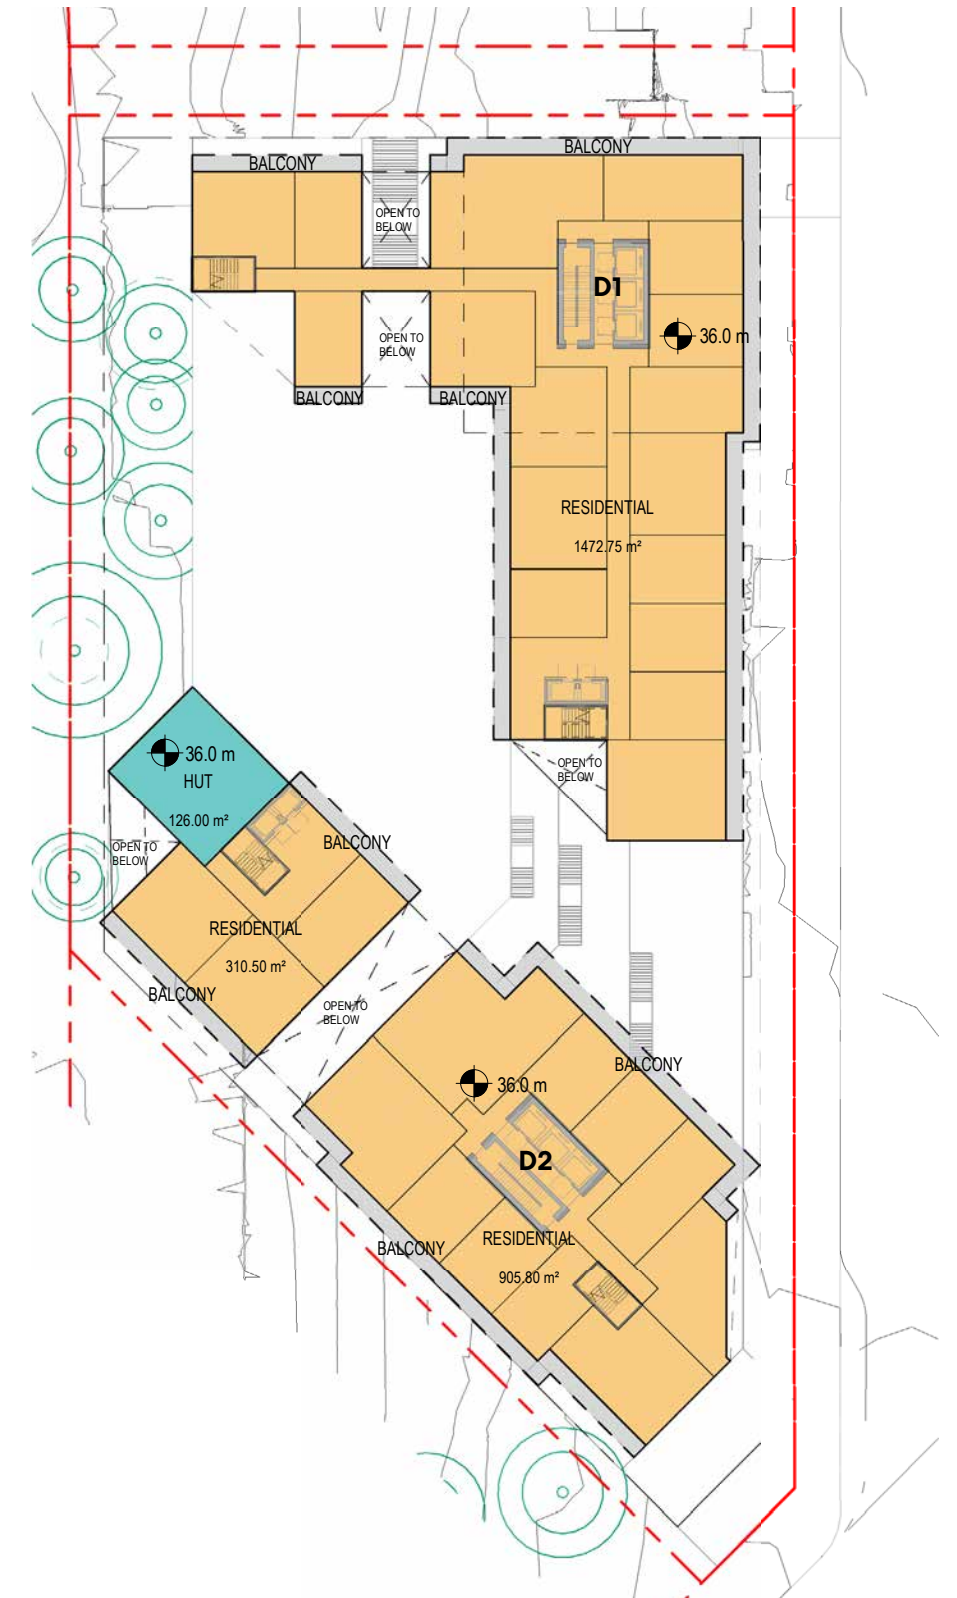 BALCONY
BALCONY
OPEN TO
BELOW
D1
36.0 m
OPEN TO
BELOW
BALCONY
BALCONY
RESIDENTIAL
1472.75 m²
36.0 m
HUT
126.00 m²
OPEN TO
BELOW
OPEN TO
BELOW
BALCONY
RESIDENTIAL
310.50 m²
BALCONY
OPEN TO
BELOW
BALCONY
36.0 m
D2
BALCONY
RESIDENTIAL
905.80 m²